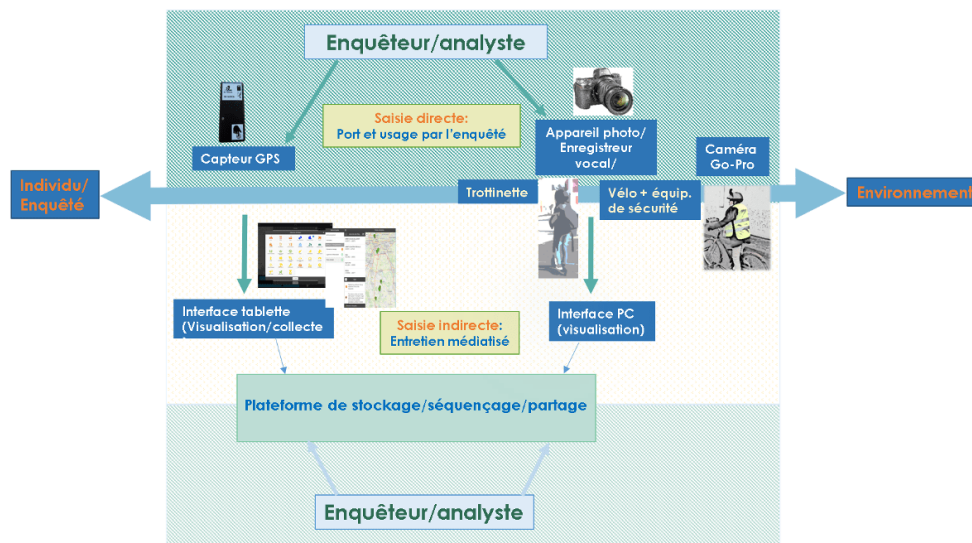 Enquêteur/analyste
Saisie directe:
Port et usage par l'enquêté
Appareil photo/
Enregistreur
vocal/
Caméra
Go-Pro
Capteur GPS
Individu/
Enquêté
Trottinette
Vélo + équip.
de sécurité
Environnement
Interface tablette
(Visualisation/collecte
Saisie indirecte:
Entretien médiatisé
Interface PC
(visualisation)
Plateforme de stockage/séquençage/partage
Enquêteur/analyste